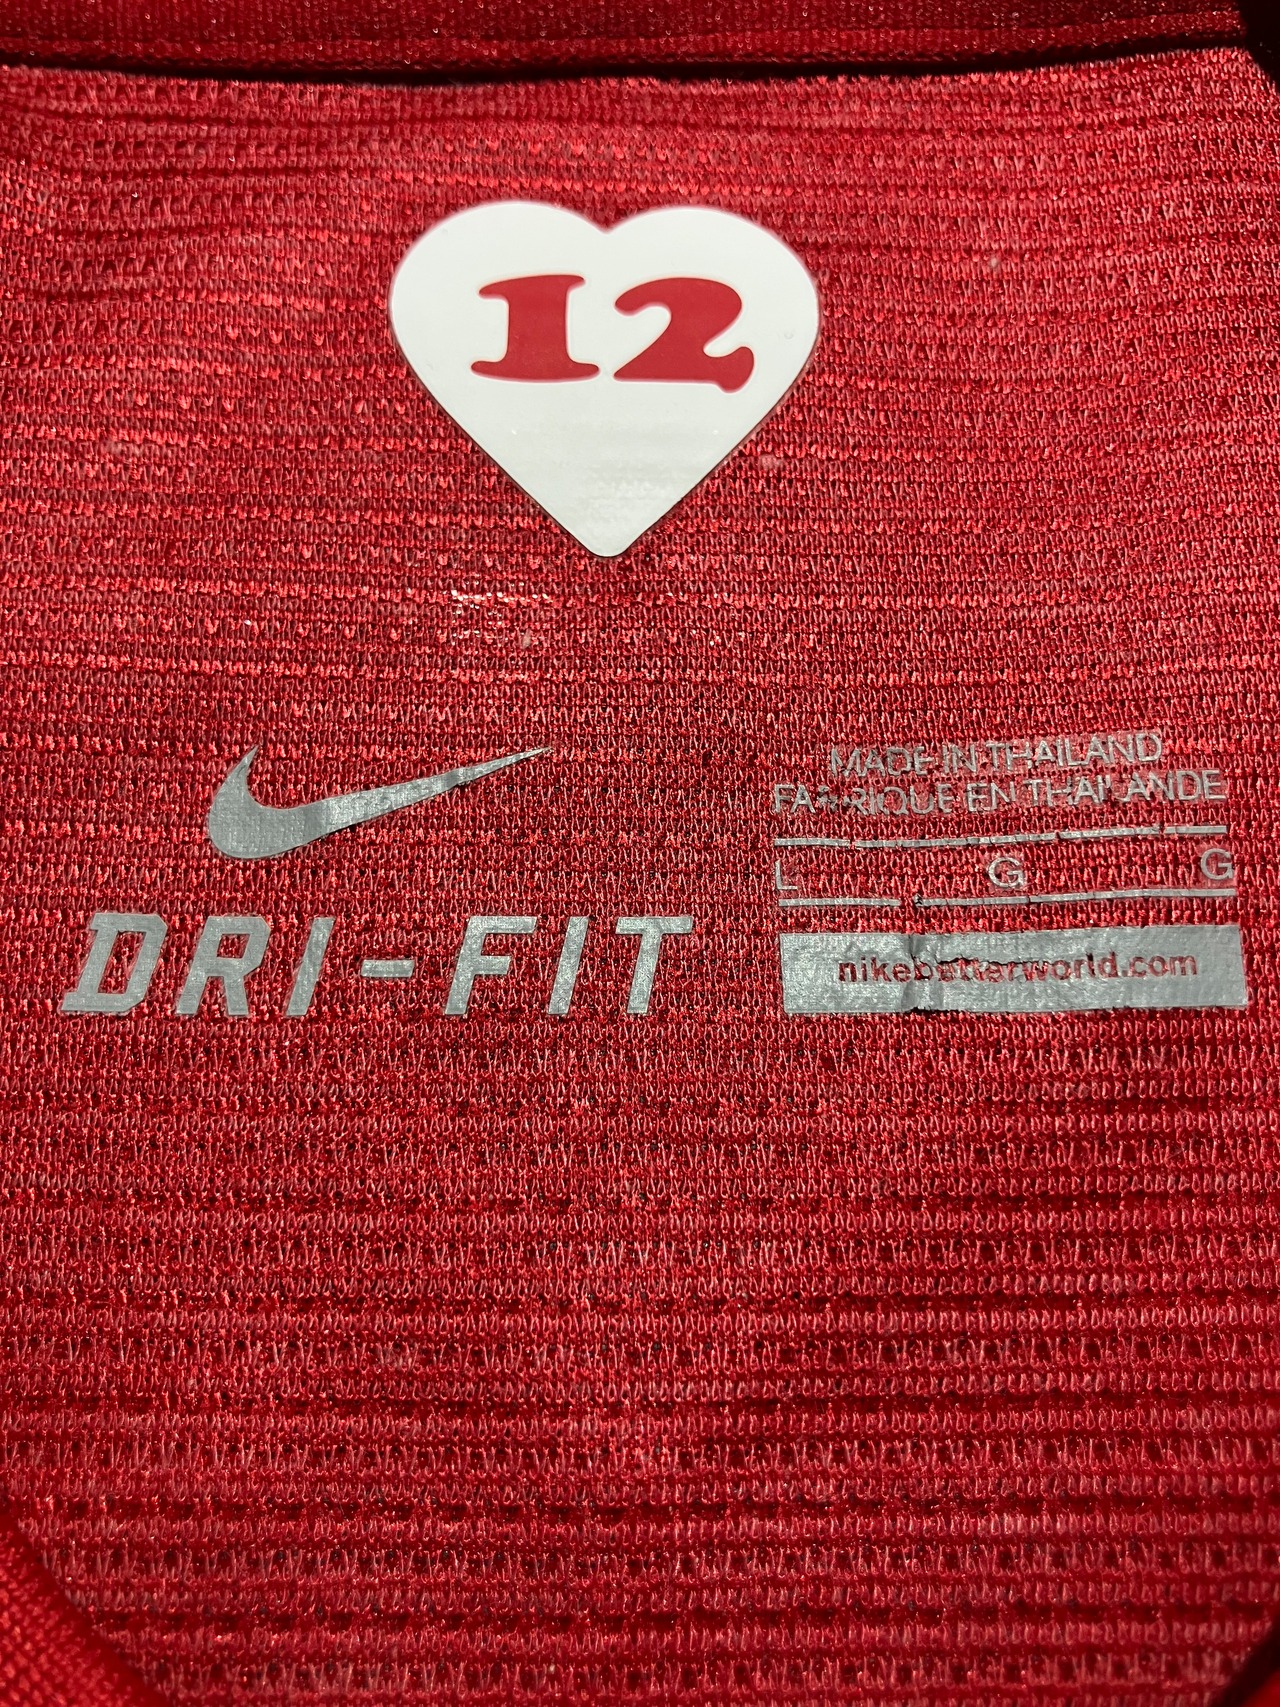 12
DRI-FIT
MADE IN THAILAND
FABRIQUE EN THAILANDE
L G G
nikebetterworld.com